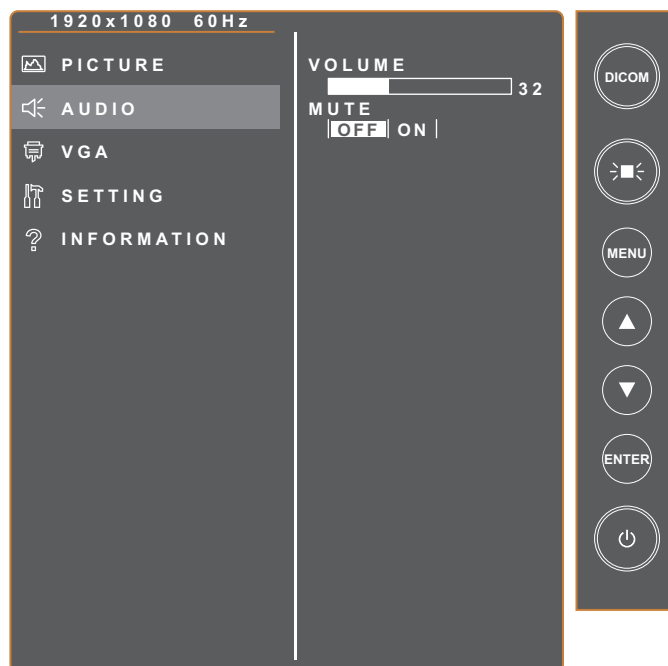 1920x1080 60Hz
PICTURE
AUDIO
VGA
SETTING
INFORMATION
VOLUME
32
MUTE
OFF ON
DICOM
MENU
ENTER